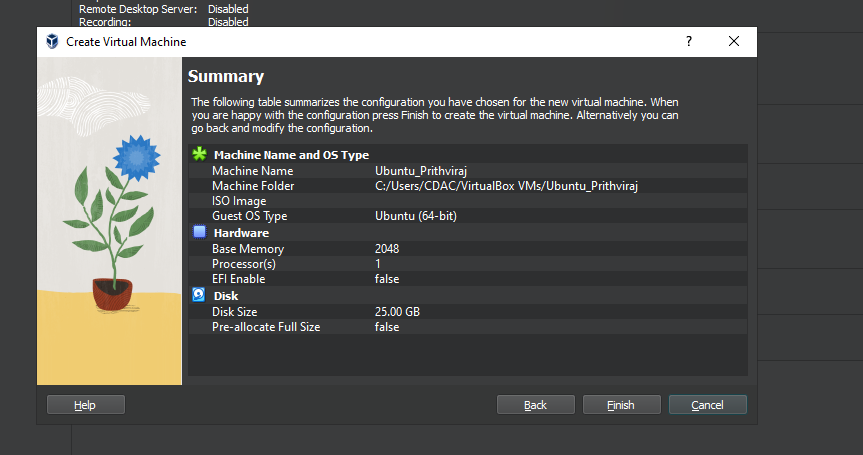 Remote Desktop Server: Disabled
Recording: Disabled
Create Virtual Machine ?
Summary
The following table summarizes the configuration you have chosen for the new virtual machine. When
you are happy with the configuration press Finish to create the virtual machine. Alternatively you can
go back and modify the configuration.
Machine Name and OS Type
Machine Name Ubuntu_Prithviraj
Machine Folder C:/Users/CDAC/VirtualBox VMs/Ubuntu_Prithviraj
ISO Image
Guest OS Type Ubuntu (64-bit)
Hardware
Base Memory 2048
Processor(s) 1
EFI Enable false
Disk
Disk Size 25.00 GB
Pre-allocate Full Size false
Help Back Finish Cancel